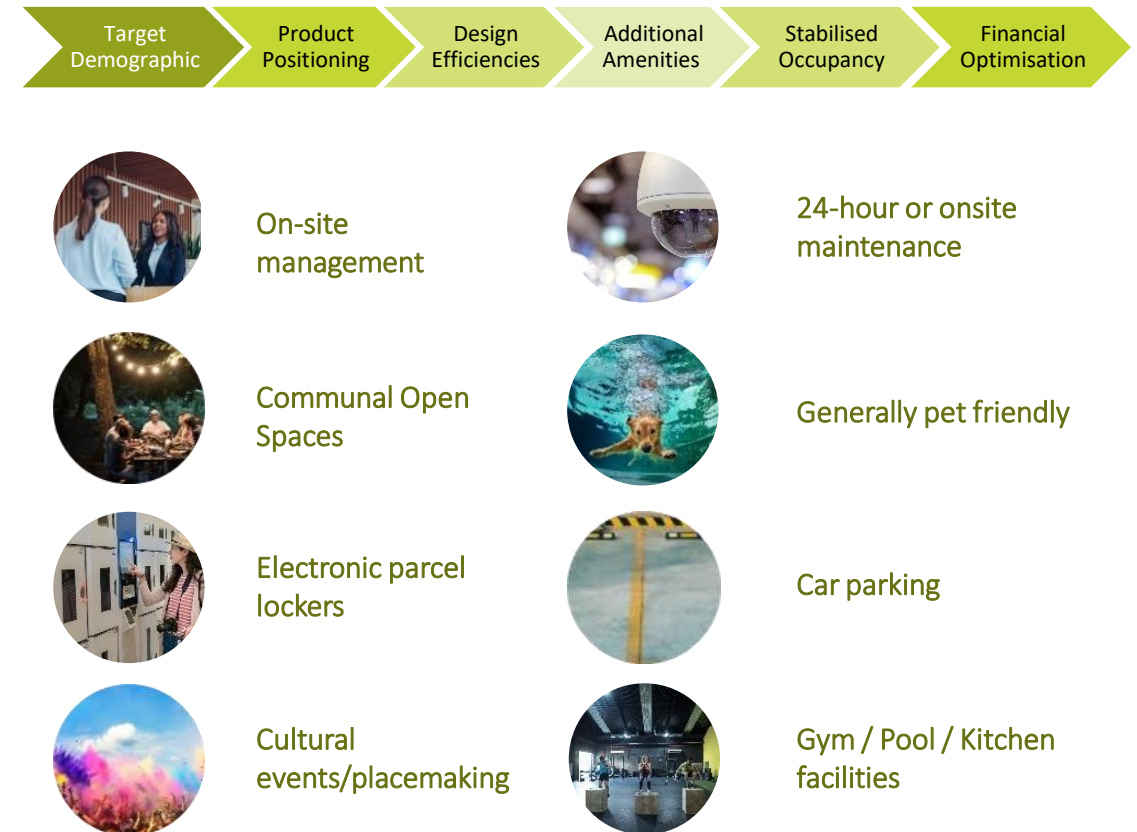 Target
Demographic
Product
Positioning
Design
Efficiencies
Additional
Amenities
Stabilised
Occupancy
Financial
Optimisation
On-site
management
24-hour or onsite
maintenance
Communal Open
Spaces
Generally pet friendly
Electronic parcel
lockers
Car parking
Cultural
events/placemaking
Gym / Pool / Kitchen
facilities